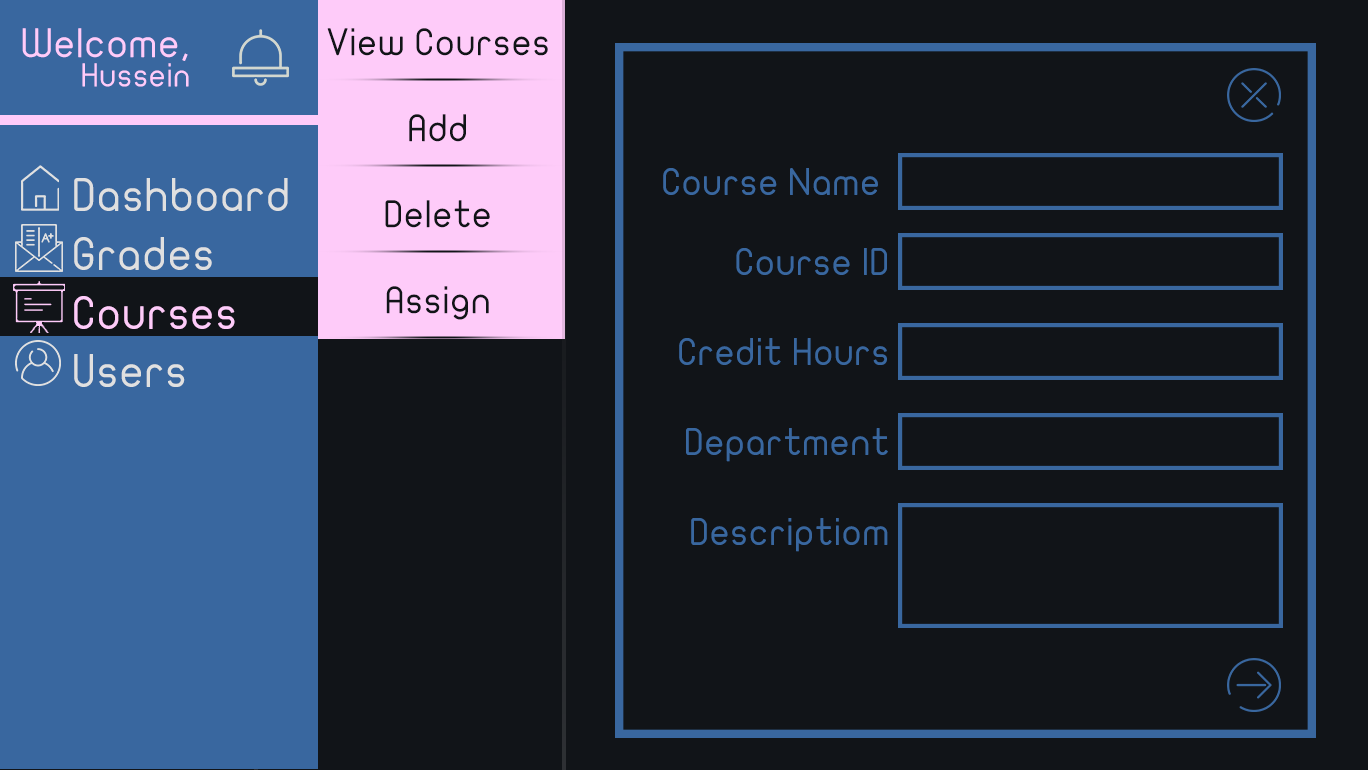 Welcome,
Hussein
Dashboard
A+
Grades
Courses
Users
View Courses
Add
Delete
Assign
Course Name
Course ID
Credit Hours
Department
Descriptiom